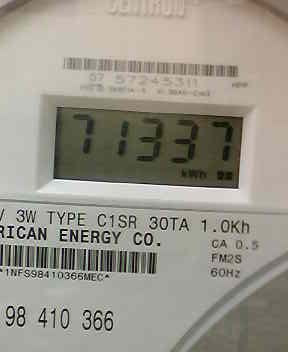 CENTRON
57245311
71337
kWh
V 3W TYPE C1SR 30TA 1.0Kh
RICAN ENERGY CO.
CA 0.5
FM2S
60Hz
*1NFS98410366MEC*
98 410 366